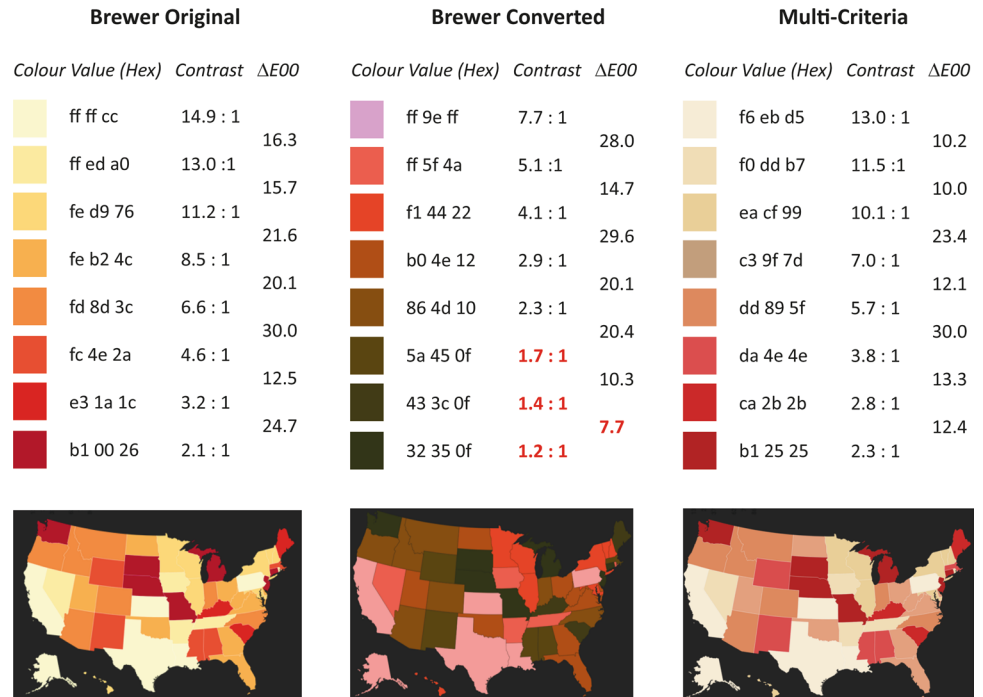 Brewer Original
Colour Value (Hex) Contrast ΔE00
ff ff cc 14.9 : 1
16.3
ff ed a0 13.0 :1
15.7
fe d9 76 11.2 : 1
21.6
fe b2 4c 8.5 : 1
20.1
fd 8d 3c 6.6 : 1
30.0
fc 4e 2a 4.6 : 1
12.5
e3 1a 1c 3.2 : 1
24.7
b1 00 26 2.1 : 1
Brewer Converted
Colour Value (Hex) Contrast ΔE00
ff 9e ff 7.7 : 1
28.0
ff 5f 4a 5.1 :1
14.7
f1 44 22 4.1 : 1
29.6
b0 4e 12 2.9 : 1
20.1
86 4d 10 2.3 : 1
20.4
5a 45 0f 1.7 : 1
10.3
43 3c 0f 1.4 : 1
7.7
32 35 0f 1.2 : 1
Multi-Criteria
Colour Value (Hex) Contrast ΔE00
f6 eb d5 13.0 : 1
10.2
f0 dd b7 11.5 :1
10.0
ea cf 99 10.1 : 1
23.4
c3 9f 7d 7.0 : 1
12.1
dd 89 5f 5.7 : 1
30.0
da 4e 4e 3.8 : 1
13.3
ca 2b 2b 2.8 : 1
12.4
b1 25 25 2.3 : 1